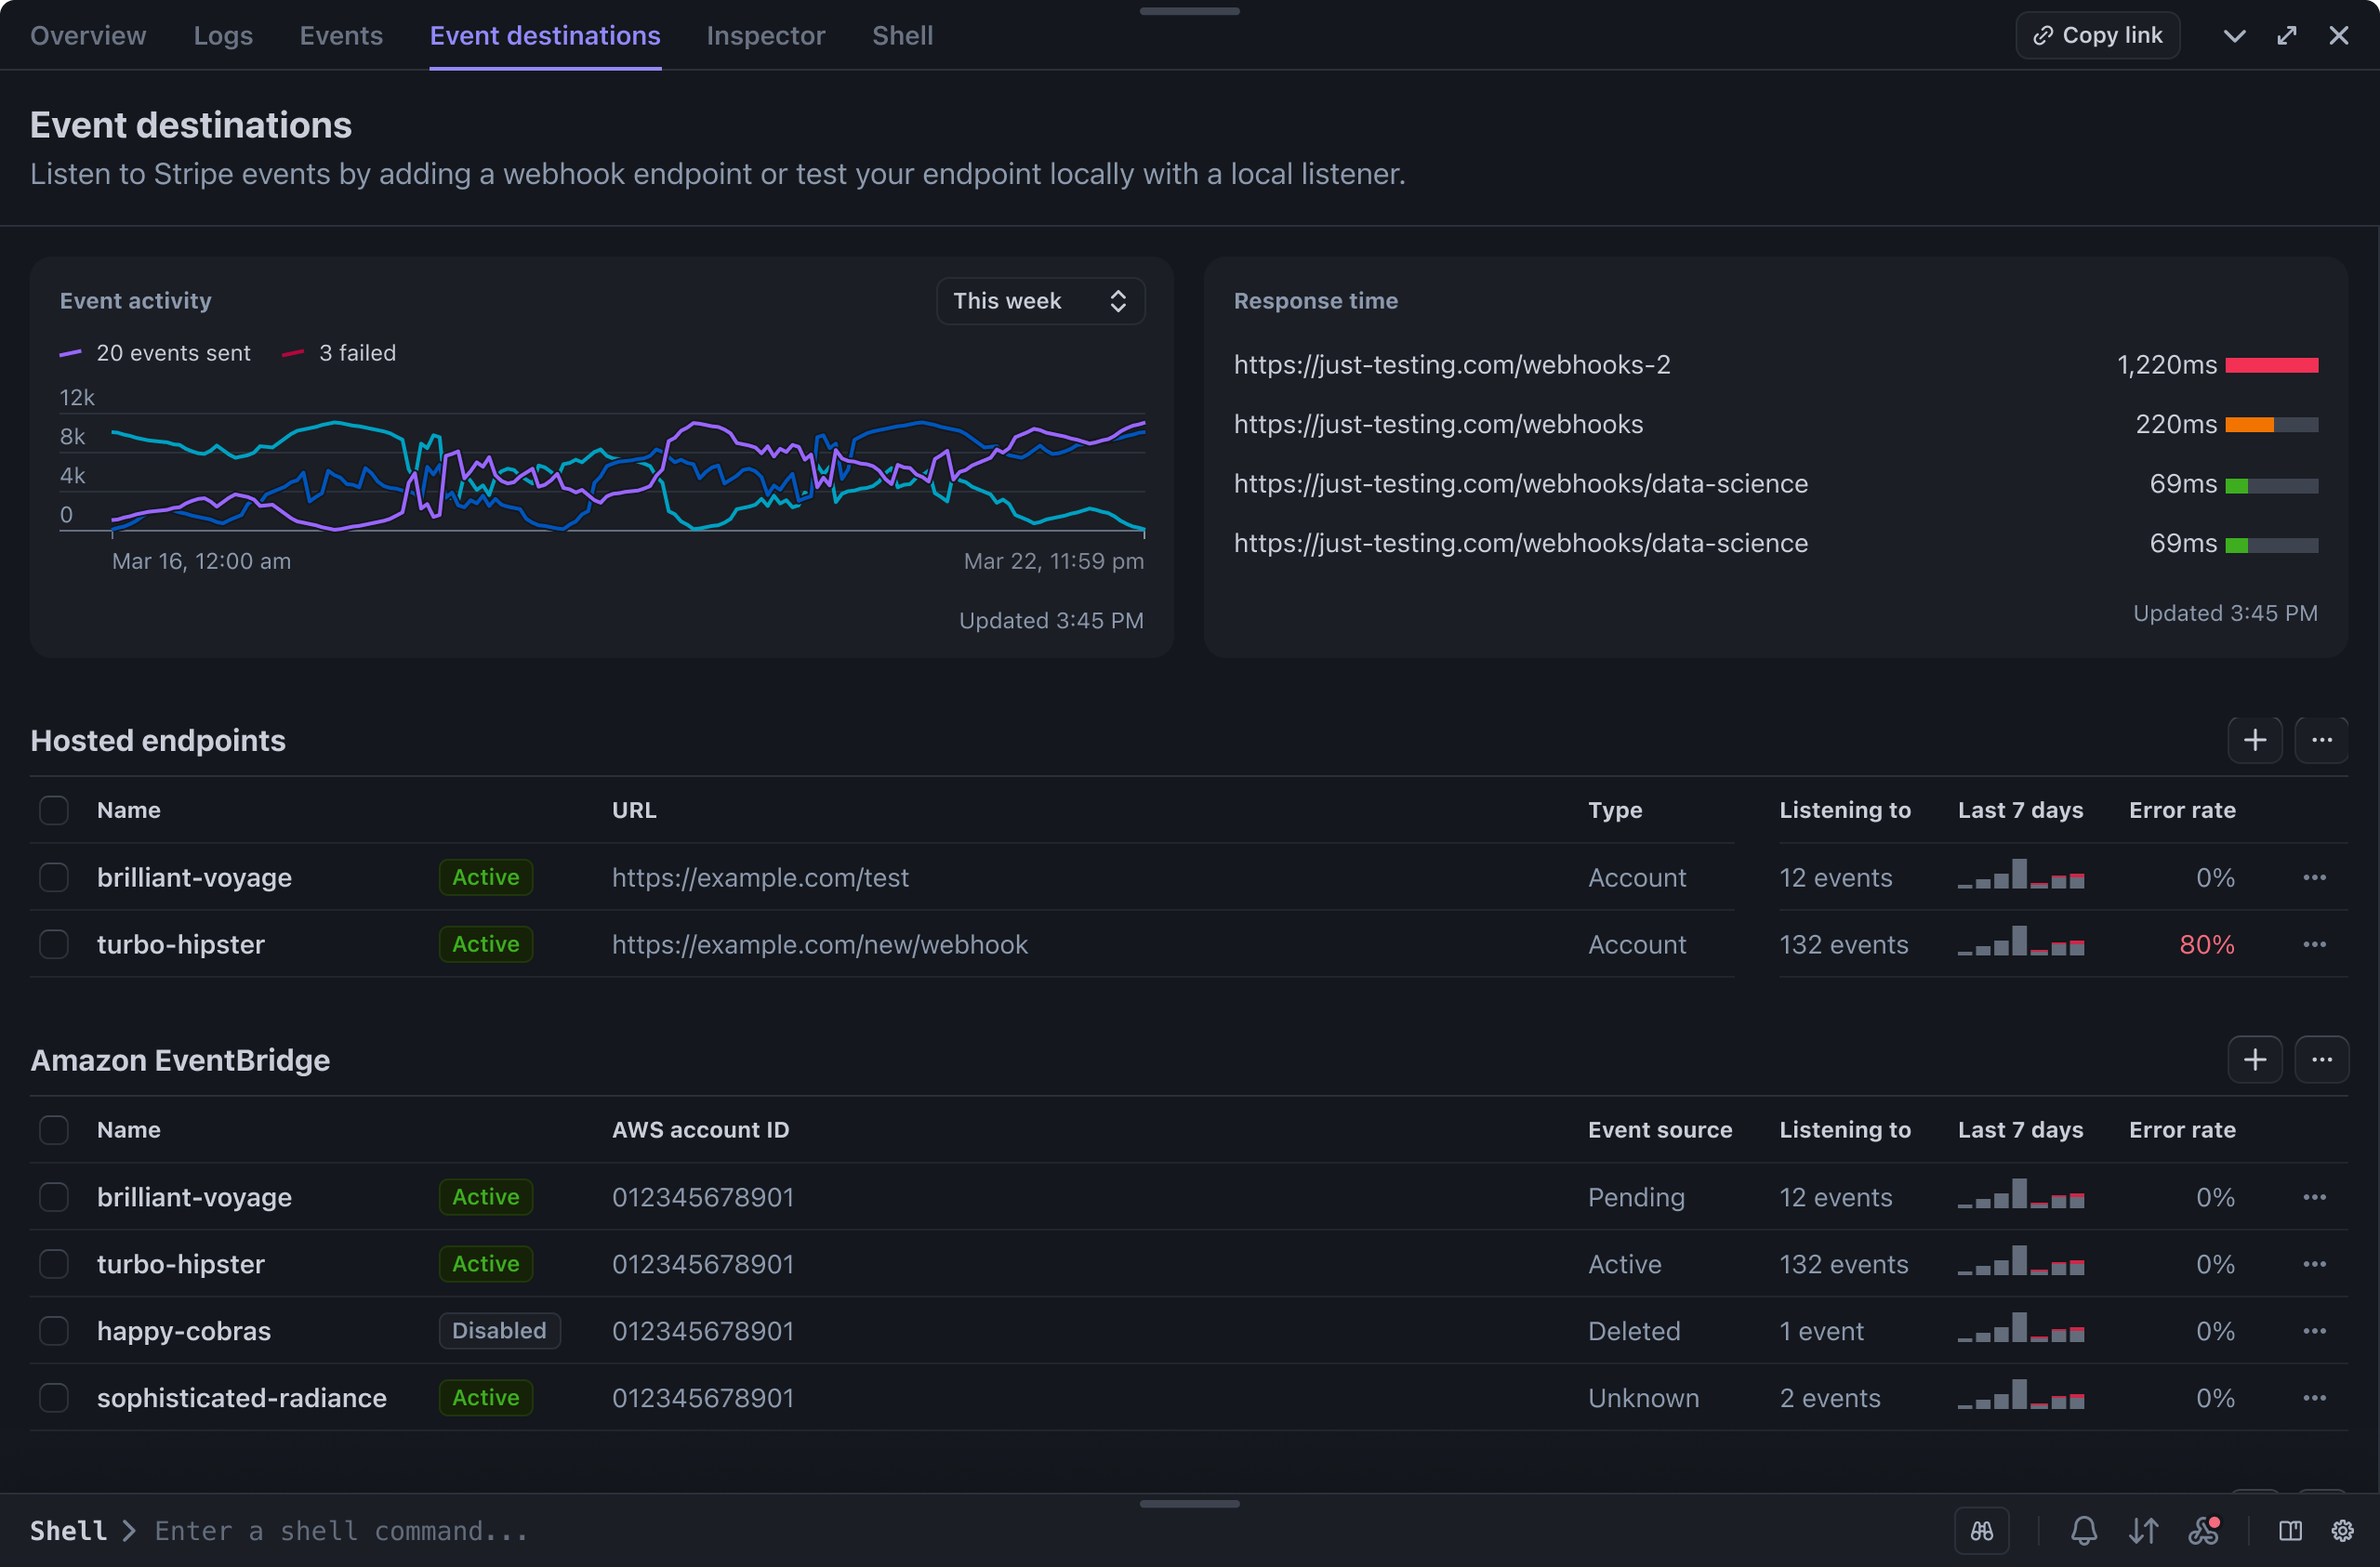 Overview Logs Events Event destinations Inspector Shell Copy link
Event destinations
Listen to Stripe events by adding a webhook endpoint or test your endpoint locally with a local listener.
Event activity This week
20 events sent 3 failed
12k
8k
4k
0
Mar 16, 12:00 am Mar 22, 11:59 pm
Updated 3:45 PM
Response time
https://just-testing.com/webhooks-2 1,220ms
https://just-testing.com/webhooks 220ms
https://just-testing.com/webhooks/data-science 69ms
https://just-testing.com/webhooks/data-science 69ms
Updated 3:45 PM
Hosted endpoints
Name URL Type Listening to Last 7 days Error rate
brilliant-voyage Active https://example.com/test Account 12 events 0%
turbo-hipster Active https://example.com/new/webhook Account 132 events 80%
Amazon EventBridge
Name AWS account ID Event source Listening to Last 7 days Error rate
brilliant-voyage Active 012345678901 Pending 12 events 0%
turbo-hipster Active 012345678901 Active 132 events 0%
happy-cobras Disabled 012345678901 Deleted 1 event 0%
sophisticated-radiance Active 012345678901 Unknown 2 events 0%
Shell Enter a shell command...